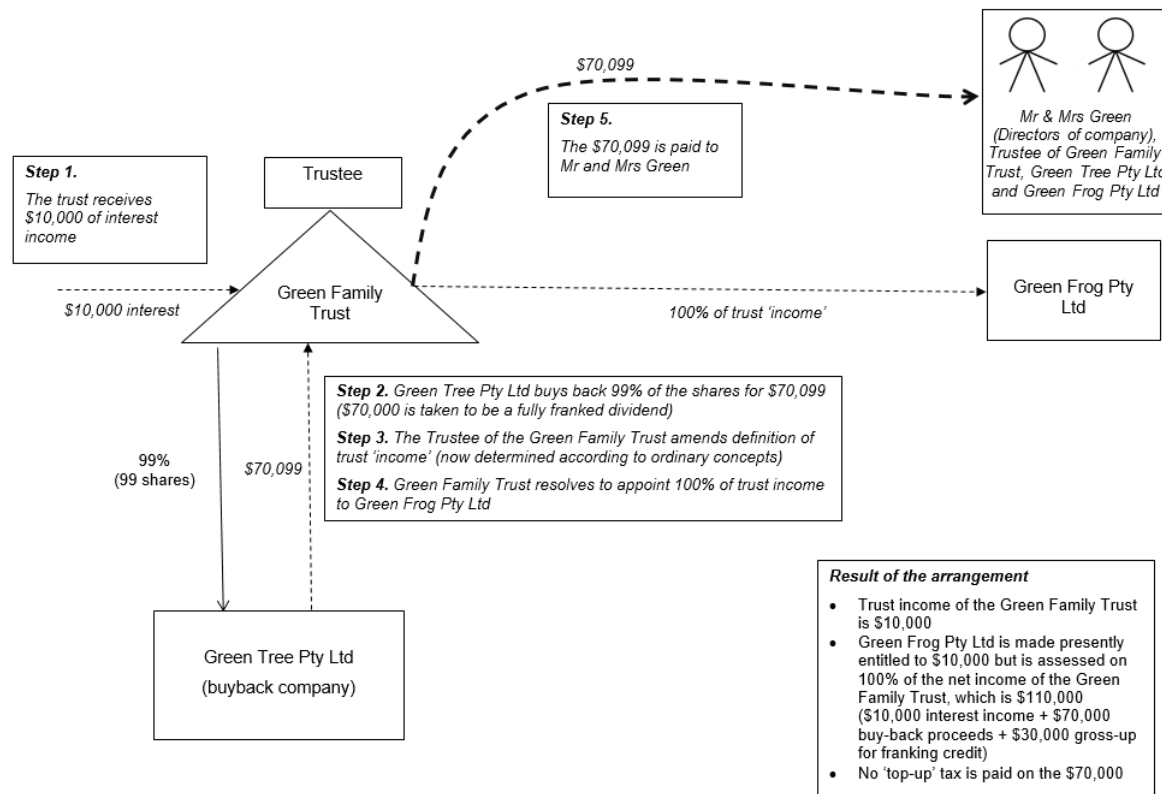 $70,099
Step 5.
The $70,099 is paid to
Mr and Mrs Green
Mr & Mrs Green
(Directors of company),
Trustee of Green Family
Trust, Green Tree Pty Ltd
and Green Frog Pty Ltd
Step 1.
The trust receives
$10,000 of interest
income
Trustee
Green Family
Trust
$10,000 interest
100% of trust ‘income’
Green Frog Pty
Ltd
Step 2. Green Tree Pty Ltd buys back 99% of the shares for $70,099
($70,000 is taken to be a fully franked dividend)
Step 3. The Trustee of the Green Family Trust amends definition of
trust ‘income’ (now determined according to ordinary concepts)
Step 4. Green Family Trust resolves to appoint 100% of trust income
to Green Frog Pty Ltd
99%
(99 shares)
$70,099
Green Tree Pty Ltd
(buyback company)
Result of the arrangement
• Trust income of the Green Family Trust
is $10,000
• Green Frog Pty Ltd is made presently
entitled to $10,000 but is assessed on
100% of the net income of the Green
Family Trust, which is $110,000
($10,000 interest income + $70,000
buy-back proceeds + $30,000 gross-up
for franking credit)
• No ‘top-up’ tax is paid on the $70,000